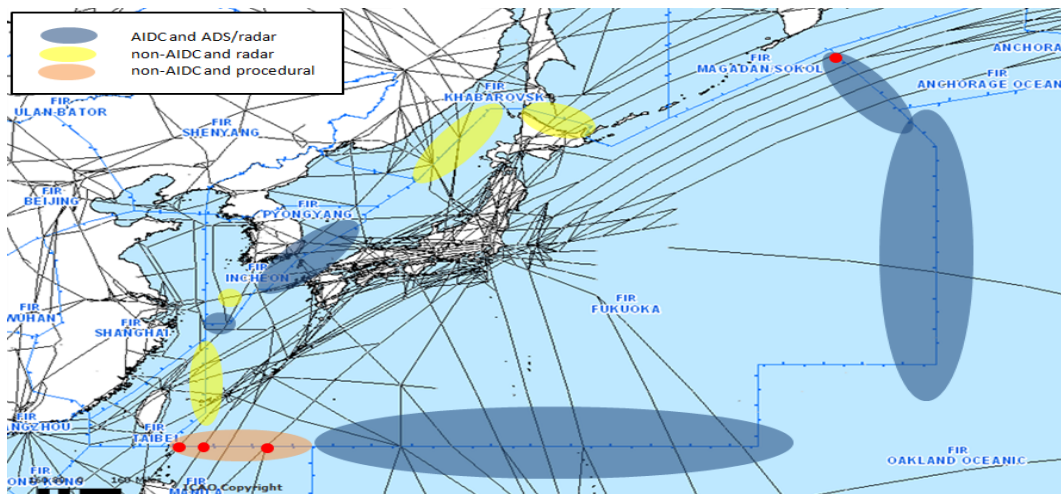 AIDC and ADS/radar
non-AIDC and radar
non-AIDC and procedural
FIR
ULAN-BATOR
FIR
SHENYANG
FIR
KHABAROVSK
FIR
MAGADAN SOKOL
FIR
ANCHORAGE OCEAN
FIR
BEIJING
FIR
PYONGYANG
FIR
INCHEON
FIR
WUHAN
FIR
SHANGHAI
FIR
FUKUOKA
FIR
TAIBEI
FIR
FIR
MANILA
FIR
OAKLAND OCEANIC
ICAO Copyright